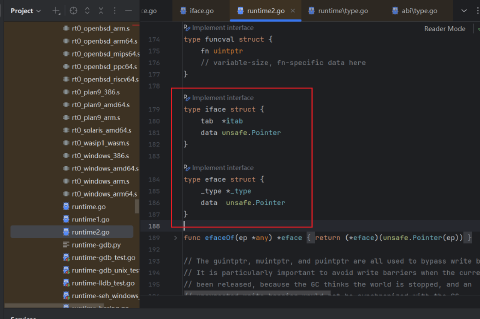 Project
e.go
iface.go
runtime2.go
runtime\type.go
abi\type.go
Reader Mode
rt0_openbsd_arm.s
rt0_openbsd_arm64.s
rt0_openbsd_mips64.s
rt0_openbsd_ppc64.s
rt0_openbsd_riscv64.s
rt0_plan9_386.s
rt0_plan9_amd64.s
rt0_plan9_arm.s
rt0_solaris_amd64.s
rt0_wasip1_wasm.s
rt0_windows_386.s
rt0_windows_amd64.s
rt0_windows_arm.s
rt0_windows_arm64.s
runtime.go
runtime1.go
runtime2.go
runtime-gdb.py
runtime-gdb_test.go
runtime-gdb_unix_test
runtime-lldb_test.go
Implement interface
174 type funcval struct {
175 fn uintptr
176 // variable-size, fn-specific data here
177 }
178
Implement interface
179 type iface struct {
180 tab *itab
181 data unsafe.Pointer
182 }
183
Implement interface
184 type eface struct {
185 _type *_type
186 data unsafe.Pointer
187 }
188
189 func efaceOf(ep *any) *eface { return (*eface)(unsafe.Pointer(ep)) }
192
193 // The guintptr, muintptr, and puintptr are all used to bypass write b
194 // It is particularly important to avoid write barriers when the curre
195 // been released, because the GC thinks the world is stopped, and an